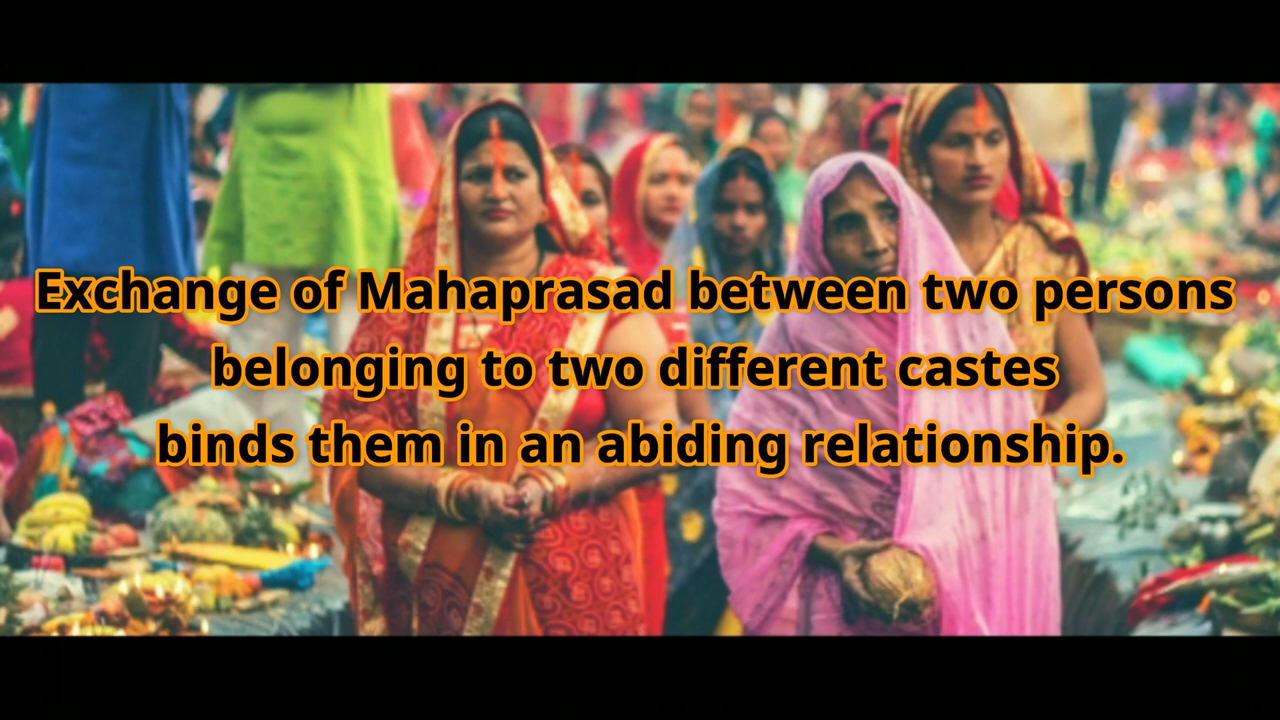 Exchange of Mahaprasad between two persons
belonging to two different castes
binds them in an abiding relationship.